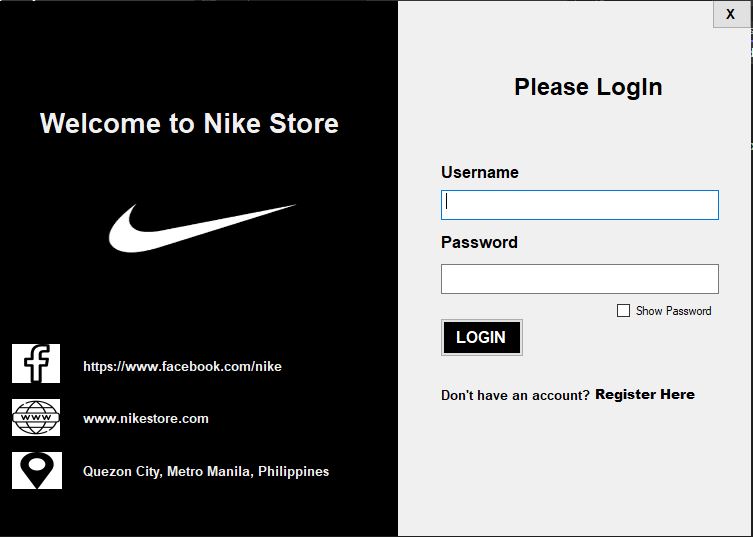 Welcome to Nike Store
https://www.facebook.com/nike
WWW
www.nikestore.com
Quezon City, Metro Manila, Philippines
X
Please LogIn
Username
Password
Show Password
LOGIN
Don't have an account? Register Here